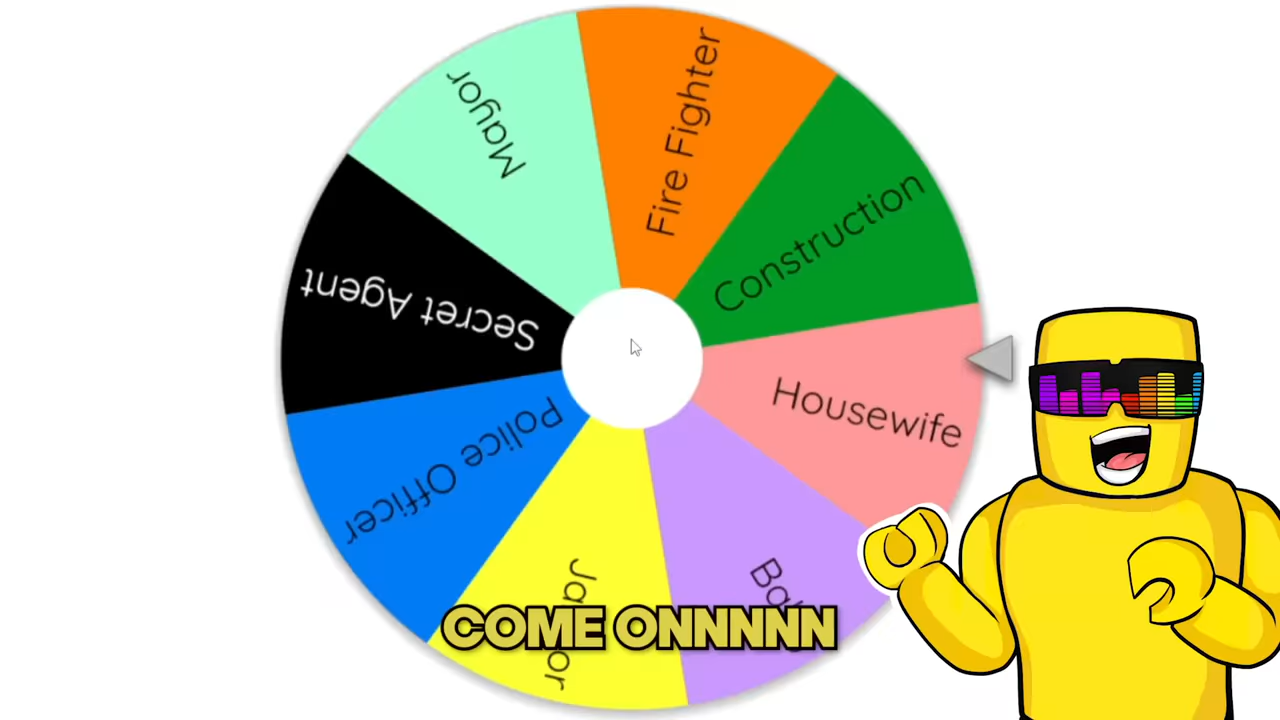 Mayor
Fire Fighter
Construction
Secret Agent
Housewife
Police Officer
COME ONNNNN